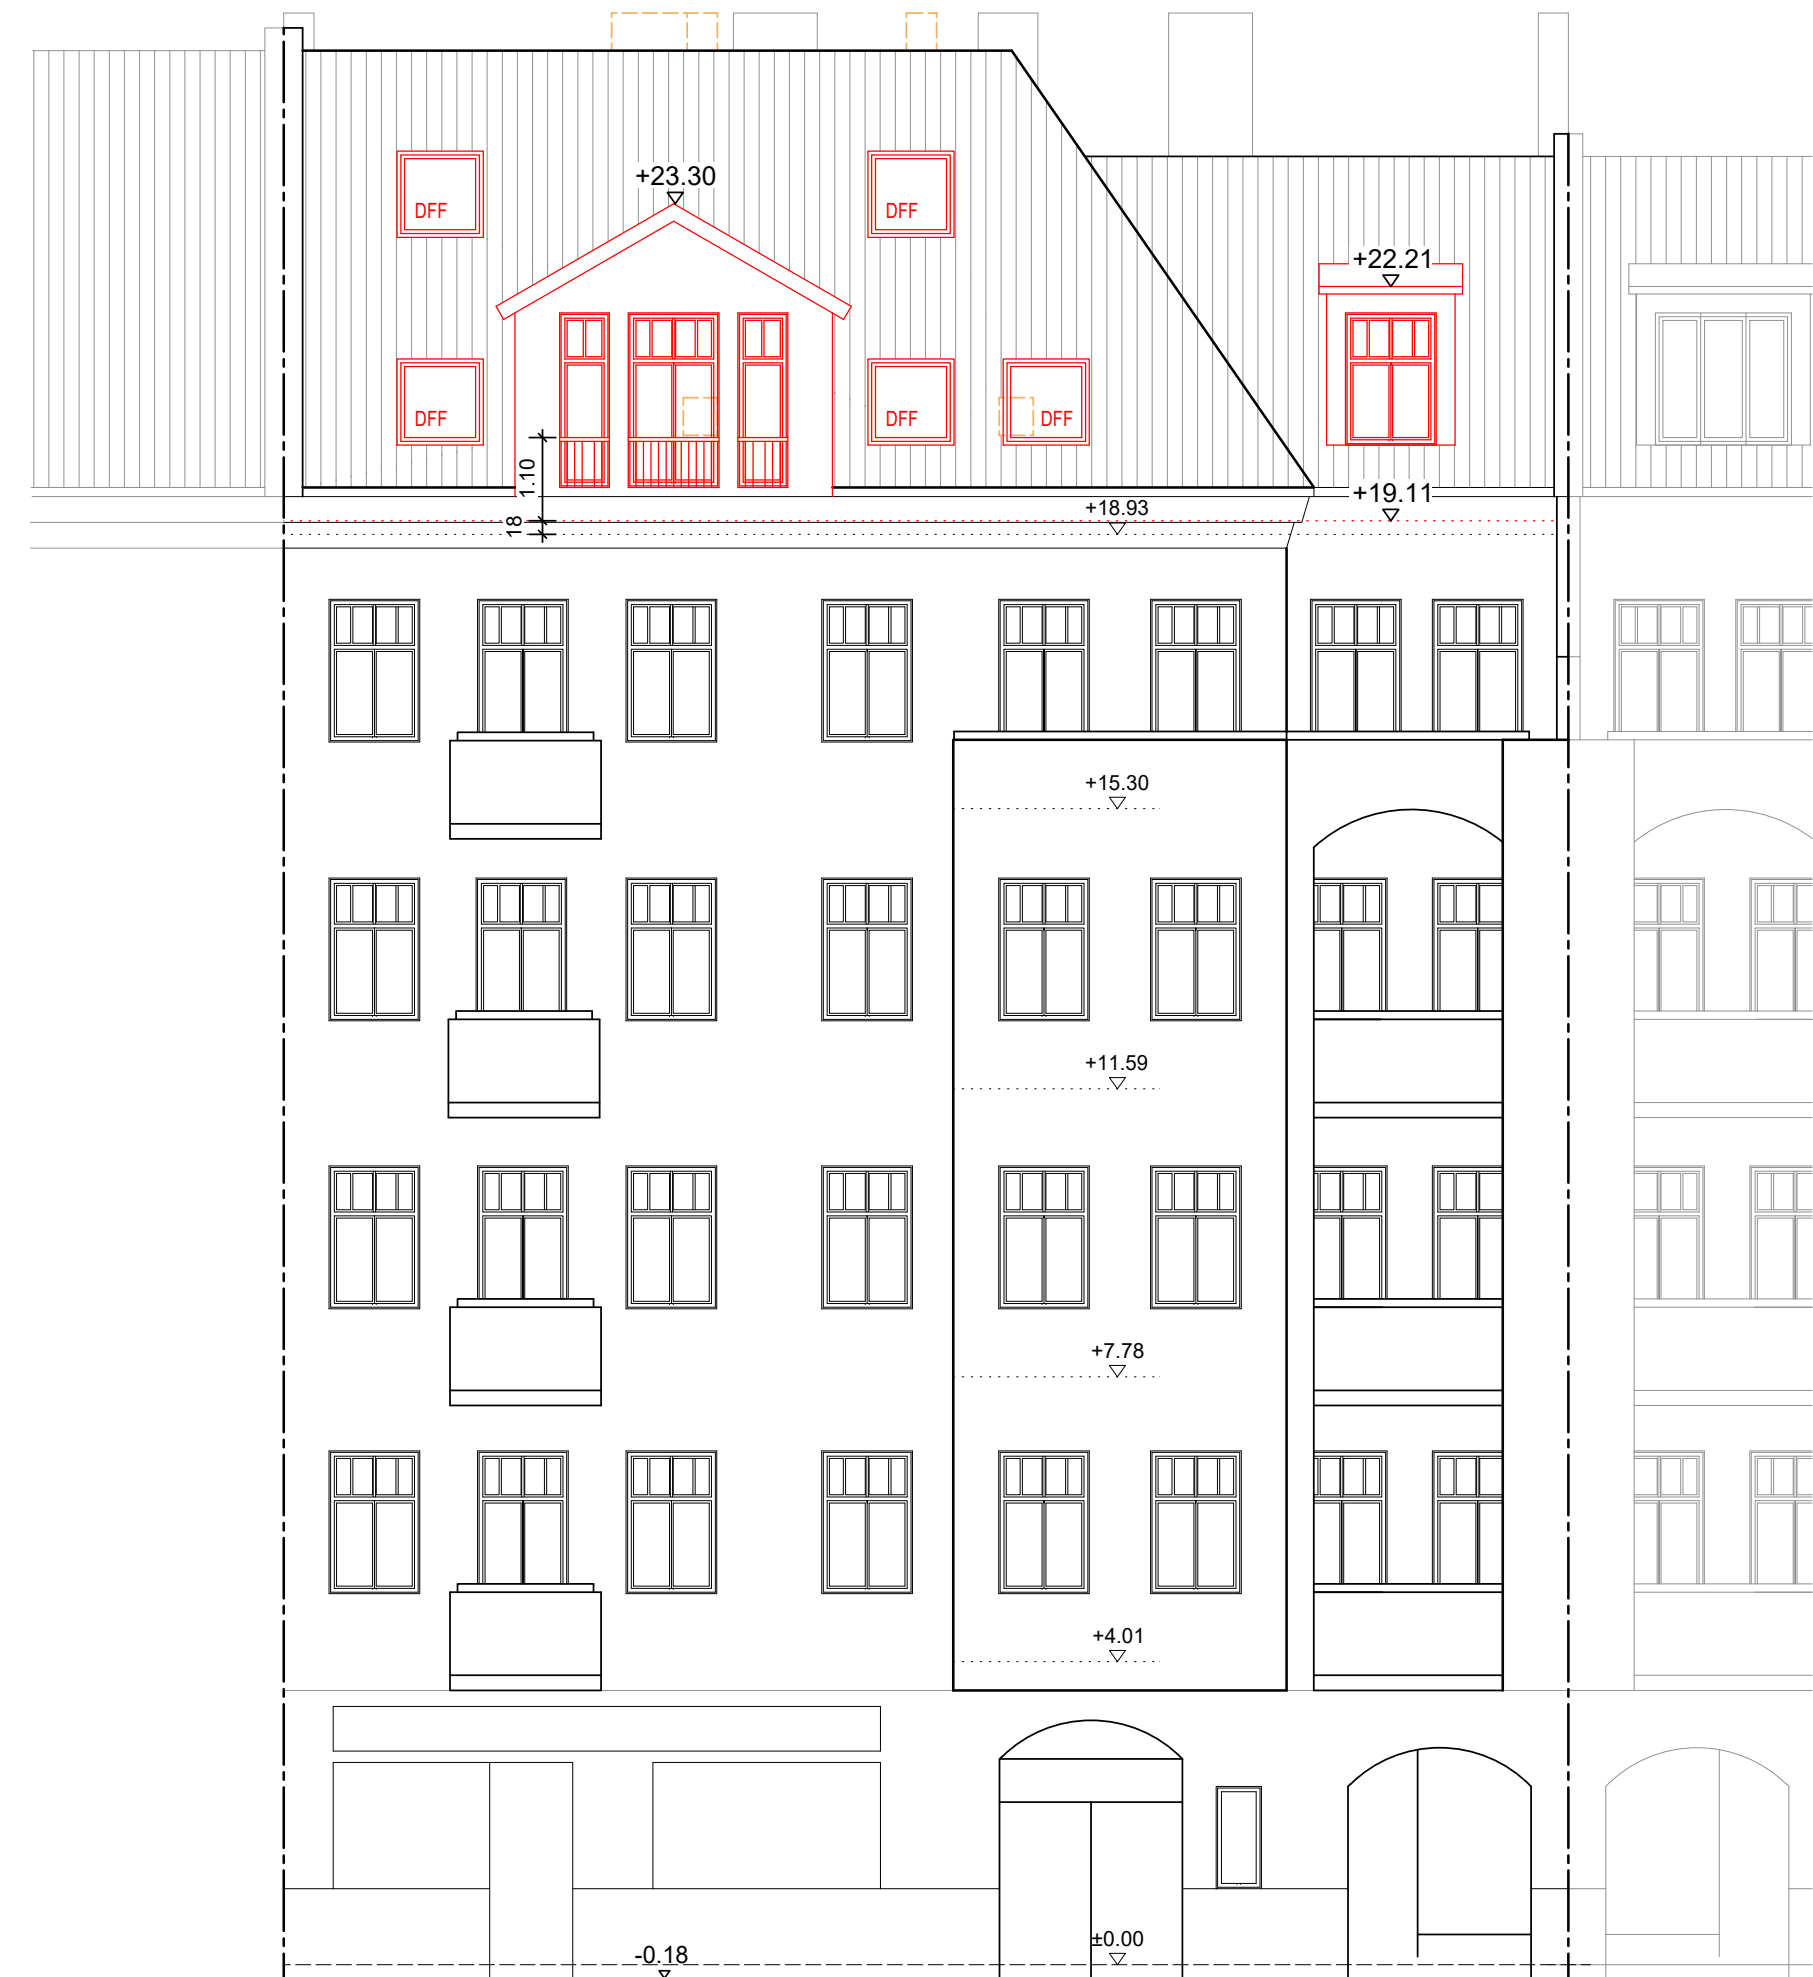 +23.30
DFF
DFF
+22.21
DFF
DFF
DFF
1.10
+19.11
+18.93
18
+15.30
+11.59
+7.78
+4.01
±0.00
-0.18